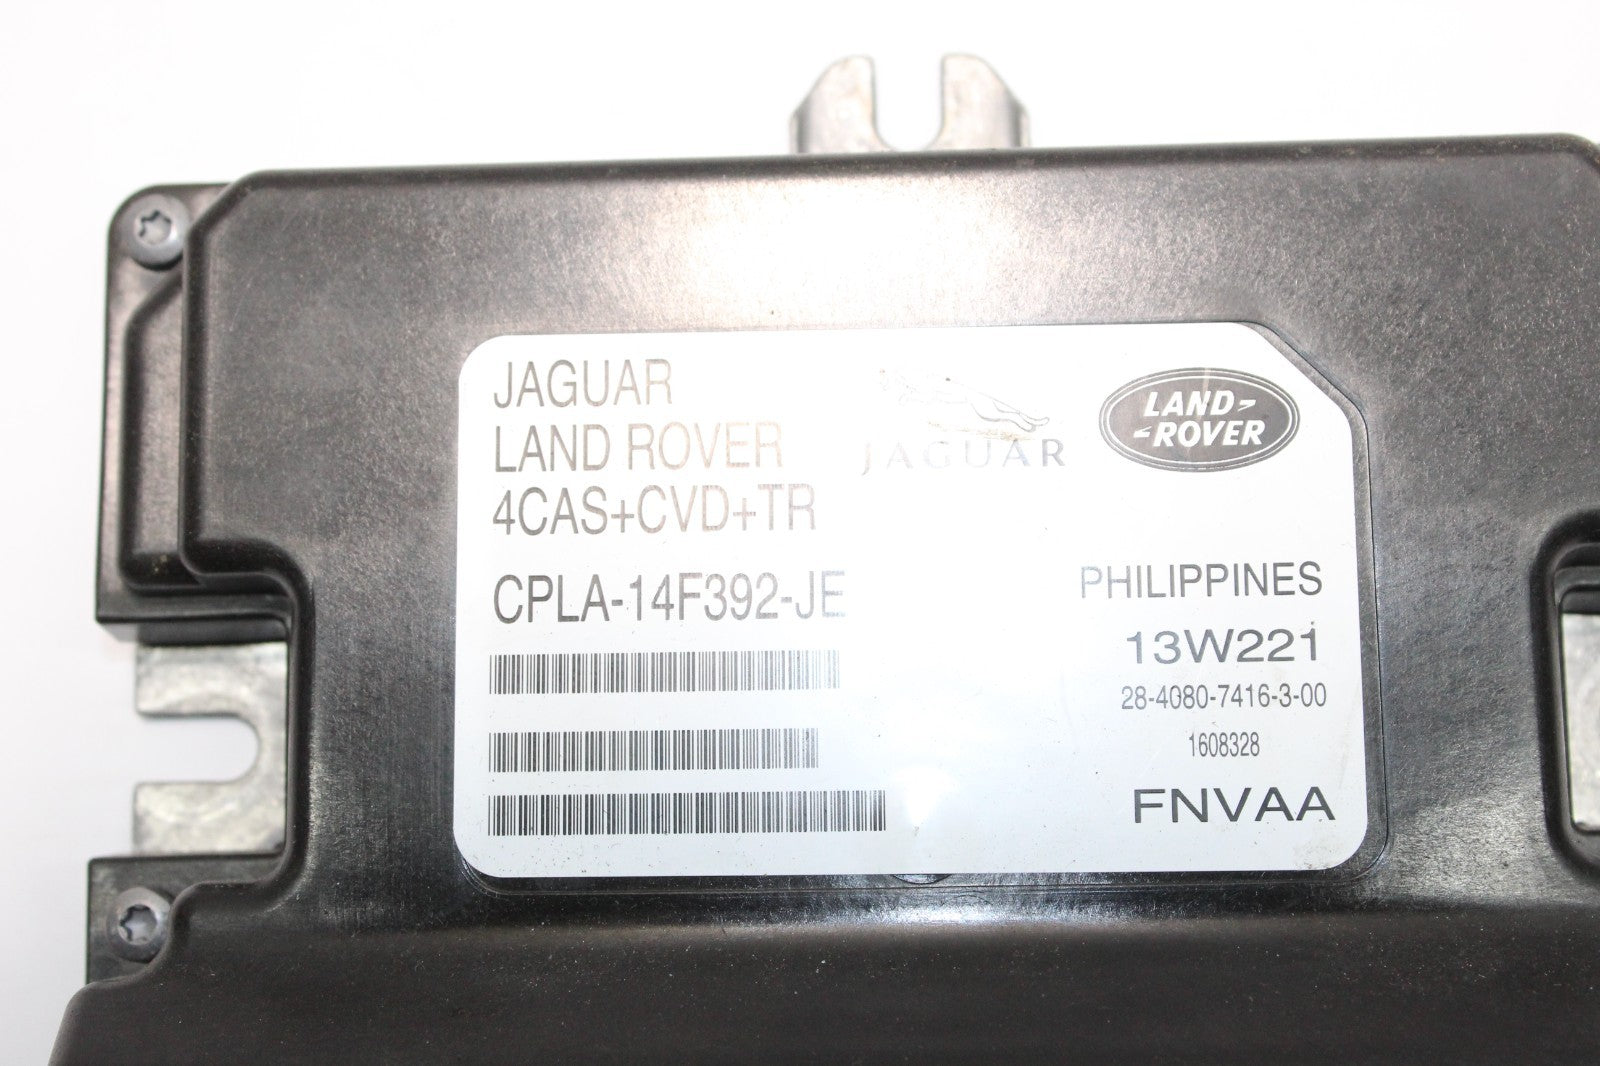 JAGUAR
LAND ROVER
4CAS+CVD+TR
JAGUAR
LAND
ROVER
CPLA-14F392-JE
PHILIPPINES
13W221
28-4080-7416-3-00
1608328
FNVAA